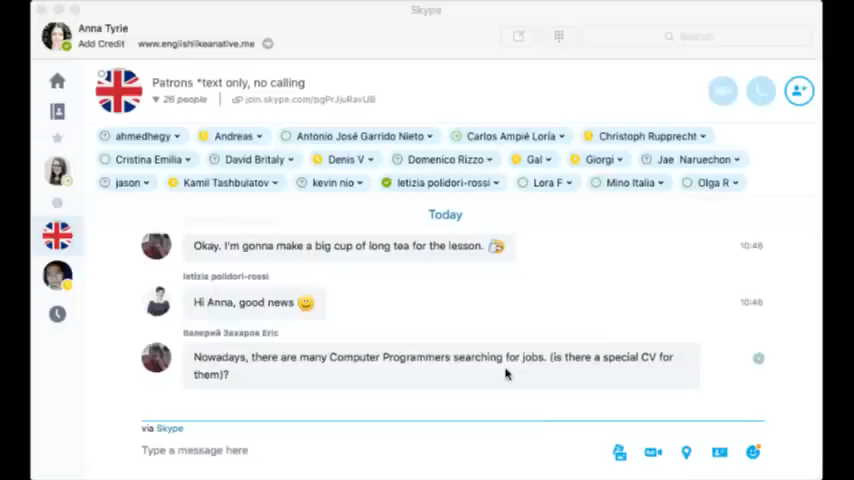 Skype
Anna Tyrie
Add Credit www.englishlikeanative.me
Search
Patrons *text only, no calling
26 people join.skype.com/pgPrJjuRavUB
ahmedhegy Andreas Antonio José Garrido Nieto Carlos Ampié Loría Christoph Rupprecht
Cristina Emilia David Britaly Denis V Domenico Rizzo Gal Giorgi Jae Naruechon
jason Kamil Tashbulatov kevin nio letizia polidori-rossi Lora F Mino Italia Olga R
Today
Okay. I'm gonna make a big cup of long tea for the lesson. 10:46
letizia polidori-rossi
Hi Anna, good news 10:46
Валерий Захаров Eric
Nowadays, there are many Computer Programmers searching for jobs. (is there a special CV for
them)?
via Skype
Type a message here